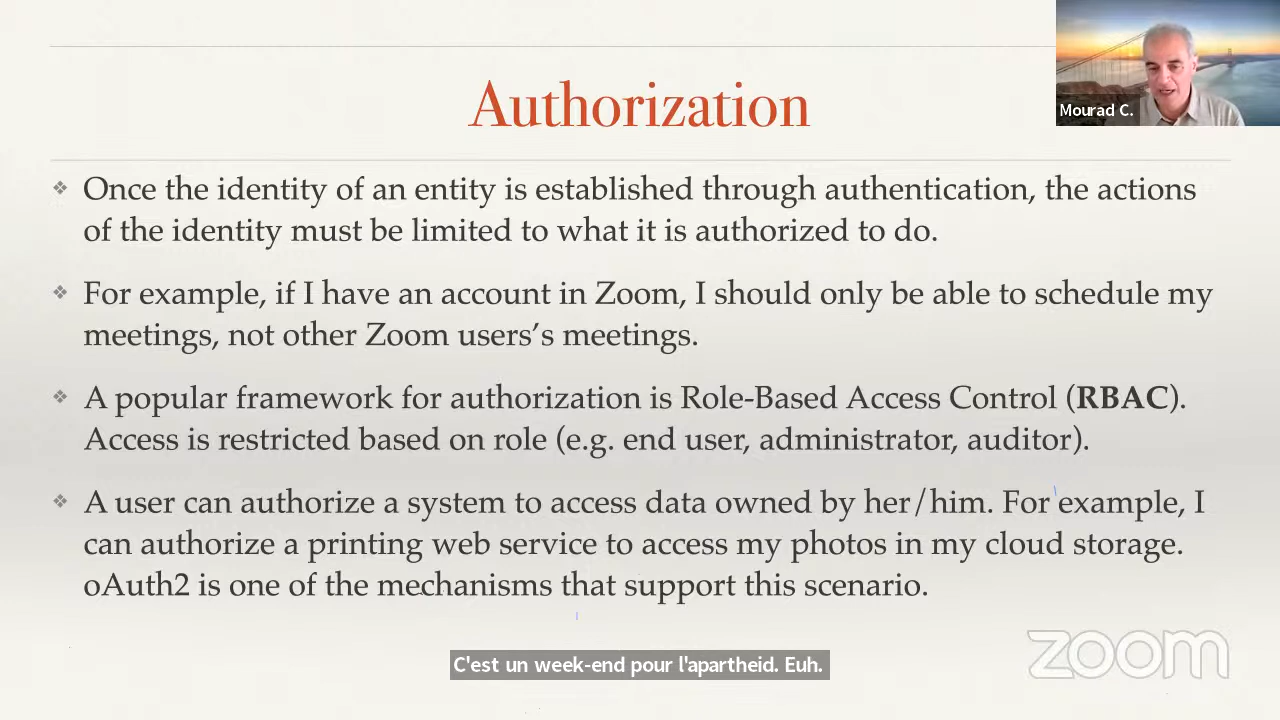 Authorization
Mourad C.
❖ Once the identity of an entity is established through authentication, the actions
of the identity must be limited to what it is authorized to do.
❖ For example, if I have an account in Zoom, I should only be able to schedule my
meetings, not other Zoom users’s meetings.
❖ A popular framework for authorization is Role-Based Access Control (RBAC).
Access is restricted based on role (e.g. end user, administrator, auditor).
❖ A user can authorize a system to access data owned by her/him. For example, I
can authorize a printing web service to access my photos in my cloud storage.
oAuth2 is one of the mechanisms that support this scenario.
C'est un week-end pour l'apartheid. Euh.
zoom